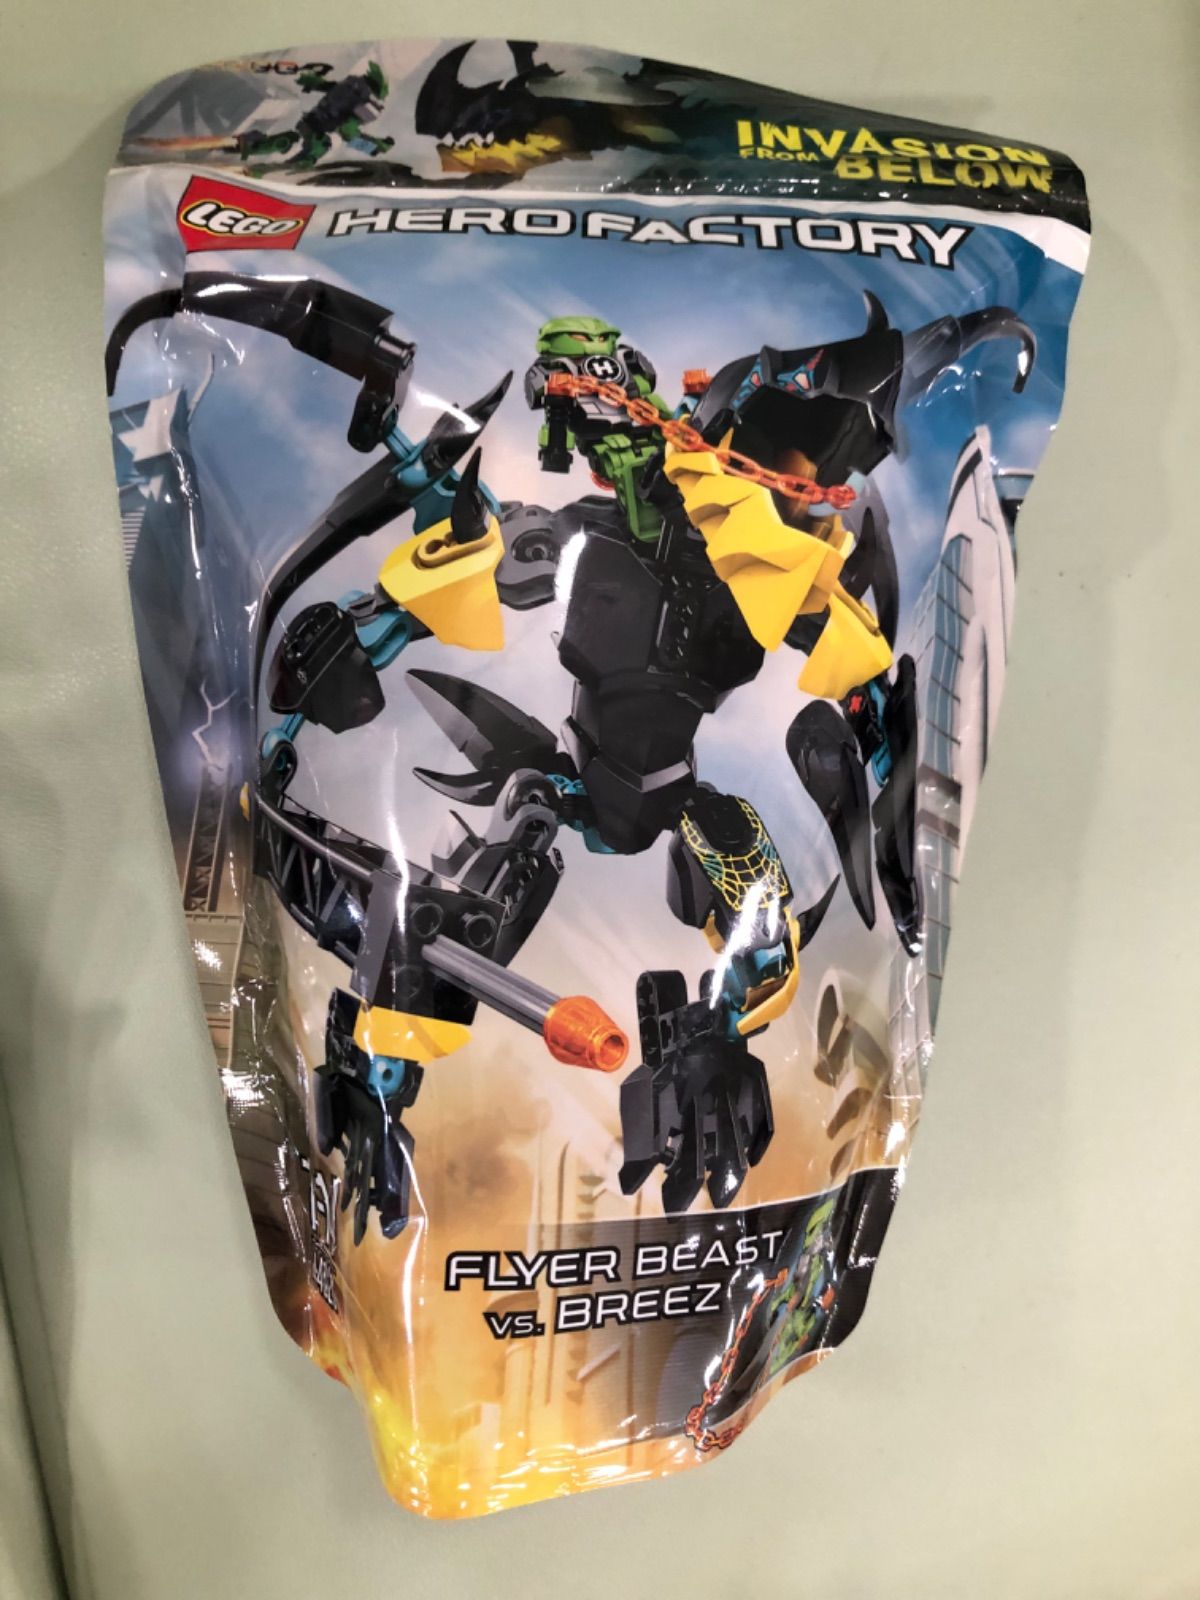 INVASION
FROM BELOW
LEGO HERO FACTORY
H
FLYER BEAST
VS. BREEZ